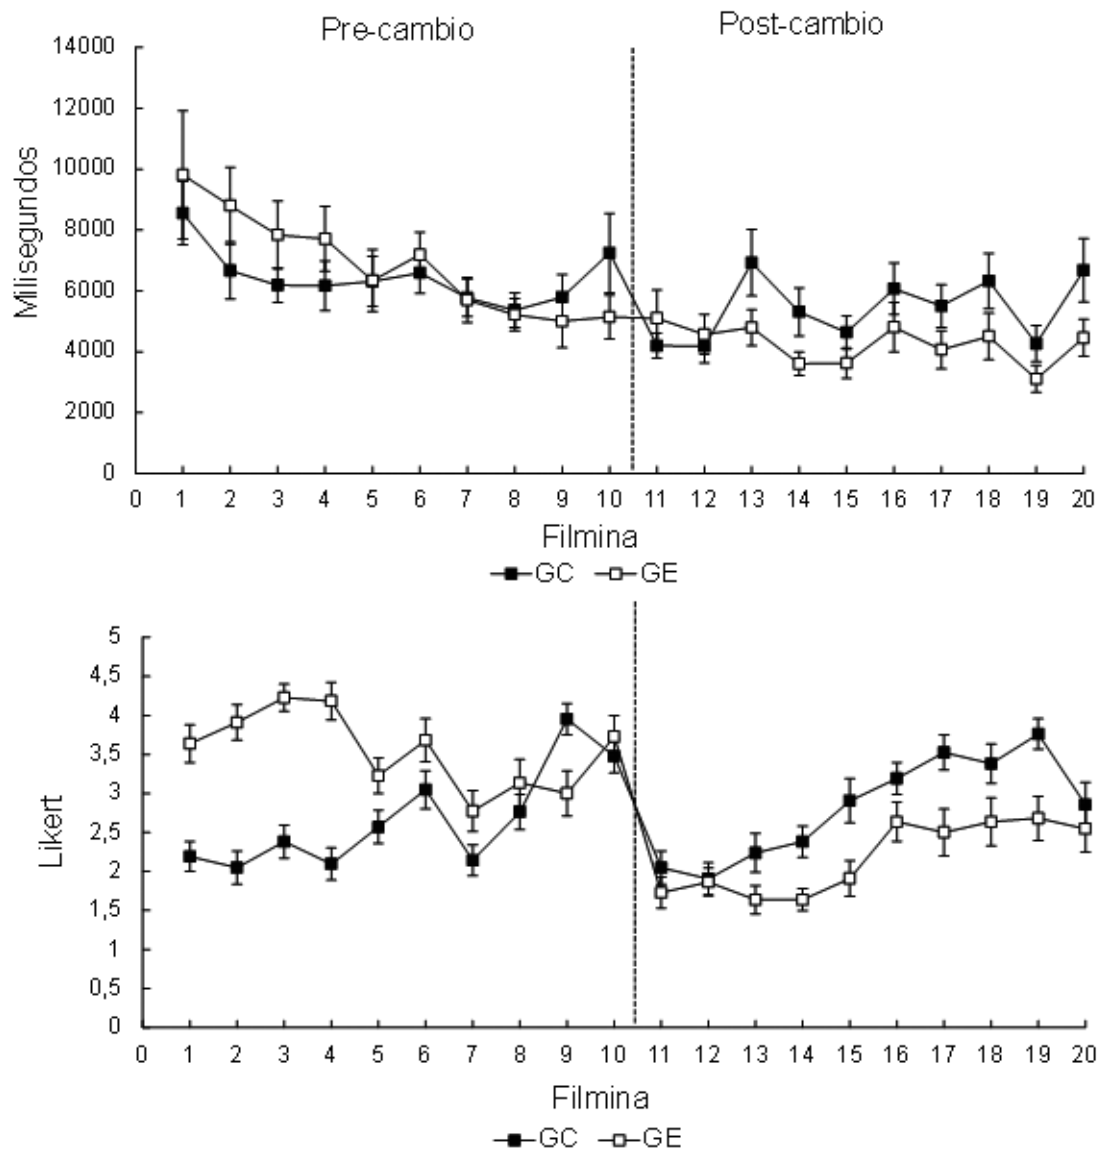 Pre-cambio Post-cambio
14000
12000
10000
8000
6000
4000
2000
0
Milisegundos
0 1 2 3 4 5 6 7 8 9 10 11 12 13 14 15 16 17 18 19 20
Filmina
GC GE
5
4,5
4
3,5
3
2,5
2
1,5
1
0,5
0
Likert
0 1 2 3 4 5 6 7 8 9 10 11 12 13 14 15 16 17 18 19 20
Filmina
GC GE